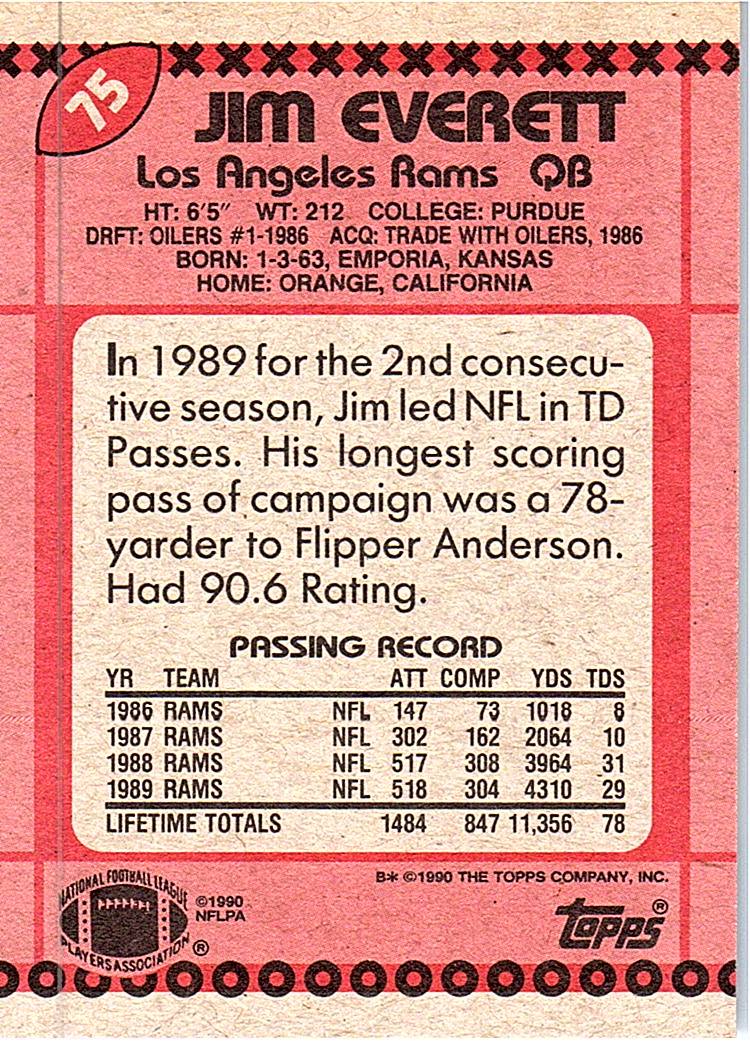 75
JIM EVERETT
Los Angeles Rams QB
HT: 6'5" WT: 212 COLLEGE: PURDUE
DRFT: OILERS #1-1986 ACQ: TRADE WITH OILERS, 1986
BORN: 1-3-63, EMPORIA, KANSAS
HOME: ORANGE, CALIFORNIA
In 1989 for the 2nd consecu-
tive season, Jim led NFL in TD
Passes. His longest scoring
pass of campaign was a 78-
yarder to Flipper Anderson.
Had 90.6 Rating.
PASSING RECORD
YR TEAM ATT COMP YDS TDS
1986 RAMS NFL 147 73 1018 8
1987 RAMS NFL 302 162 2064 10
1988 RAMS NFL 517 308 3964 31
1989 RAMS NFL 518 304 4310 29
LIFETIME TOTALS 1484 847 11,356 78
B* ©1990 THE TOPPS COMPANY, INC.
NATIONAL FOOTBALL LEAGUE
PLAYERS ASSOCIATION
®
©1990
NFLPA
topps®